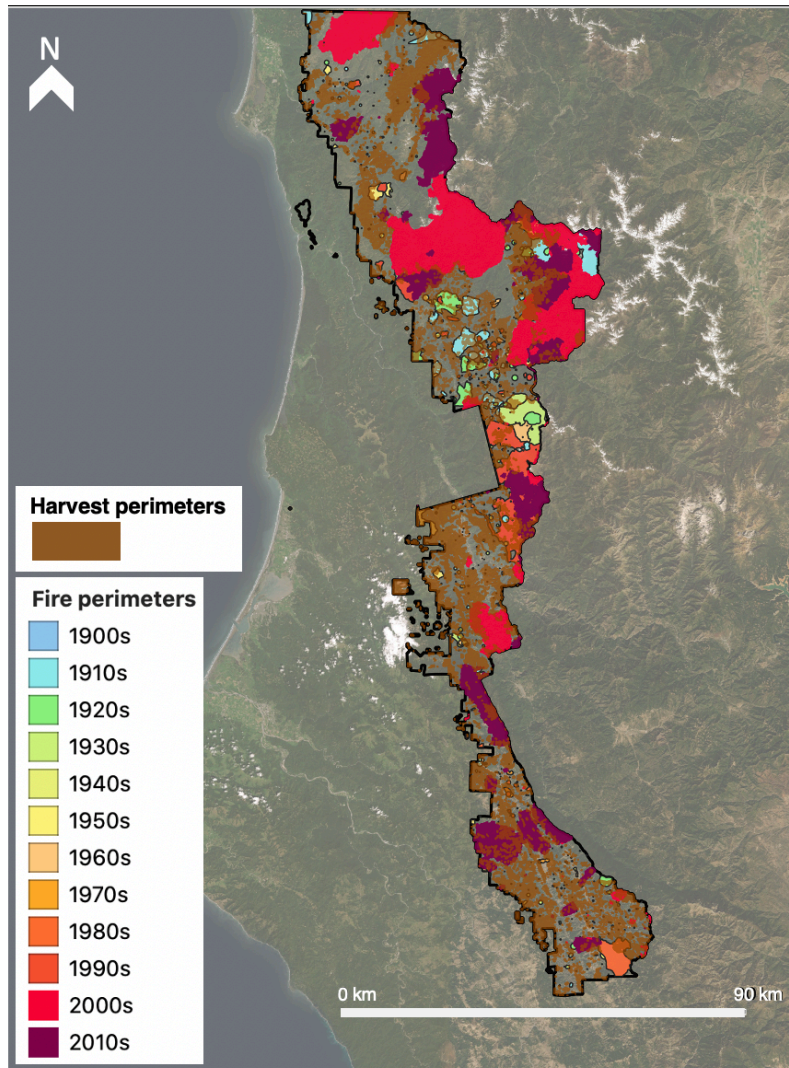 N
Harvest perimeters
Fire perimeters
1900s
1910s
1920s
1930s
1940s
1950s
1960s
1970s
1980s
1990s
2000s
2010s
0 km 90 km